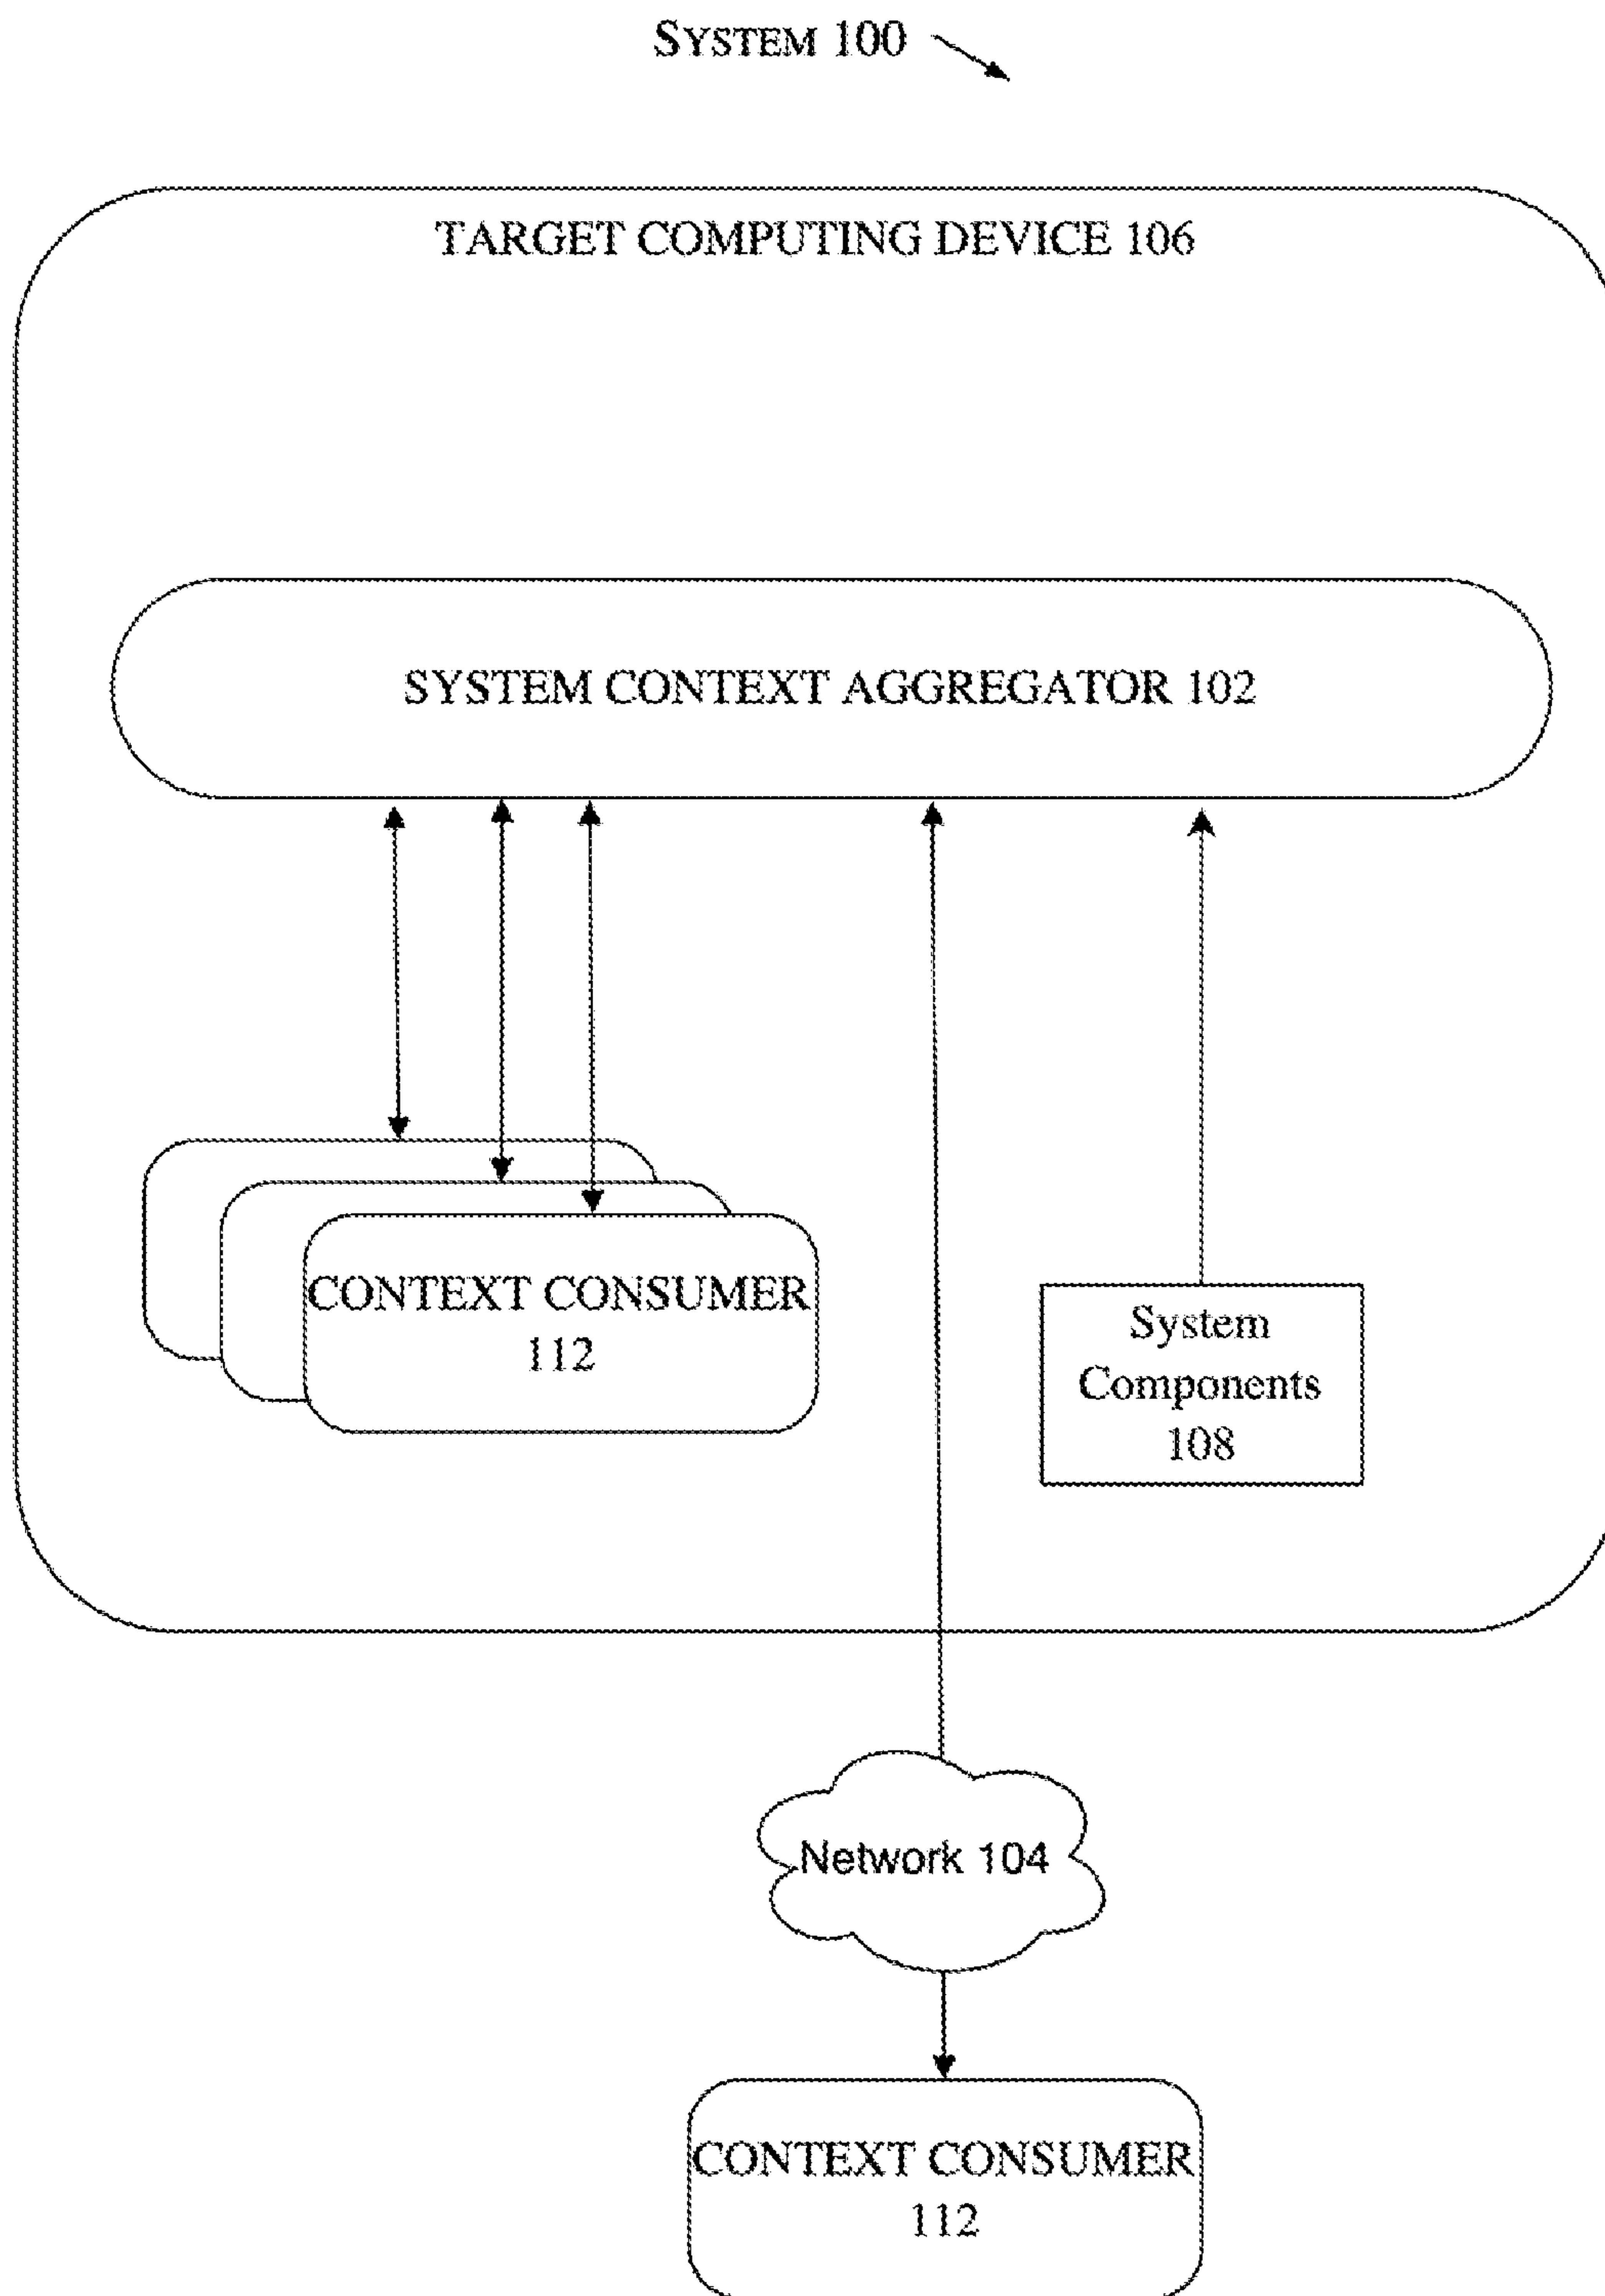 SYSTEM 100
TARGET COMPUTING DEVICE 106
SYSTEM CONTEXT AGGREGATOR 102
CONTEXT CONSUMER
112
System
Components
108
Network 104
CONTEXT CONSUMER
112